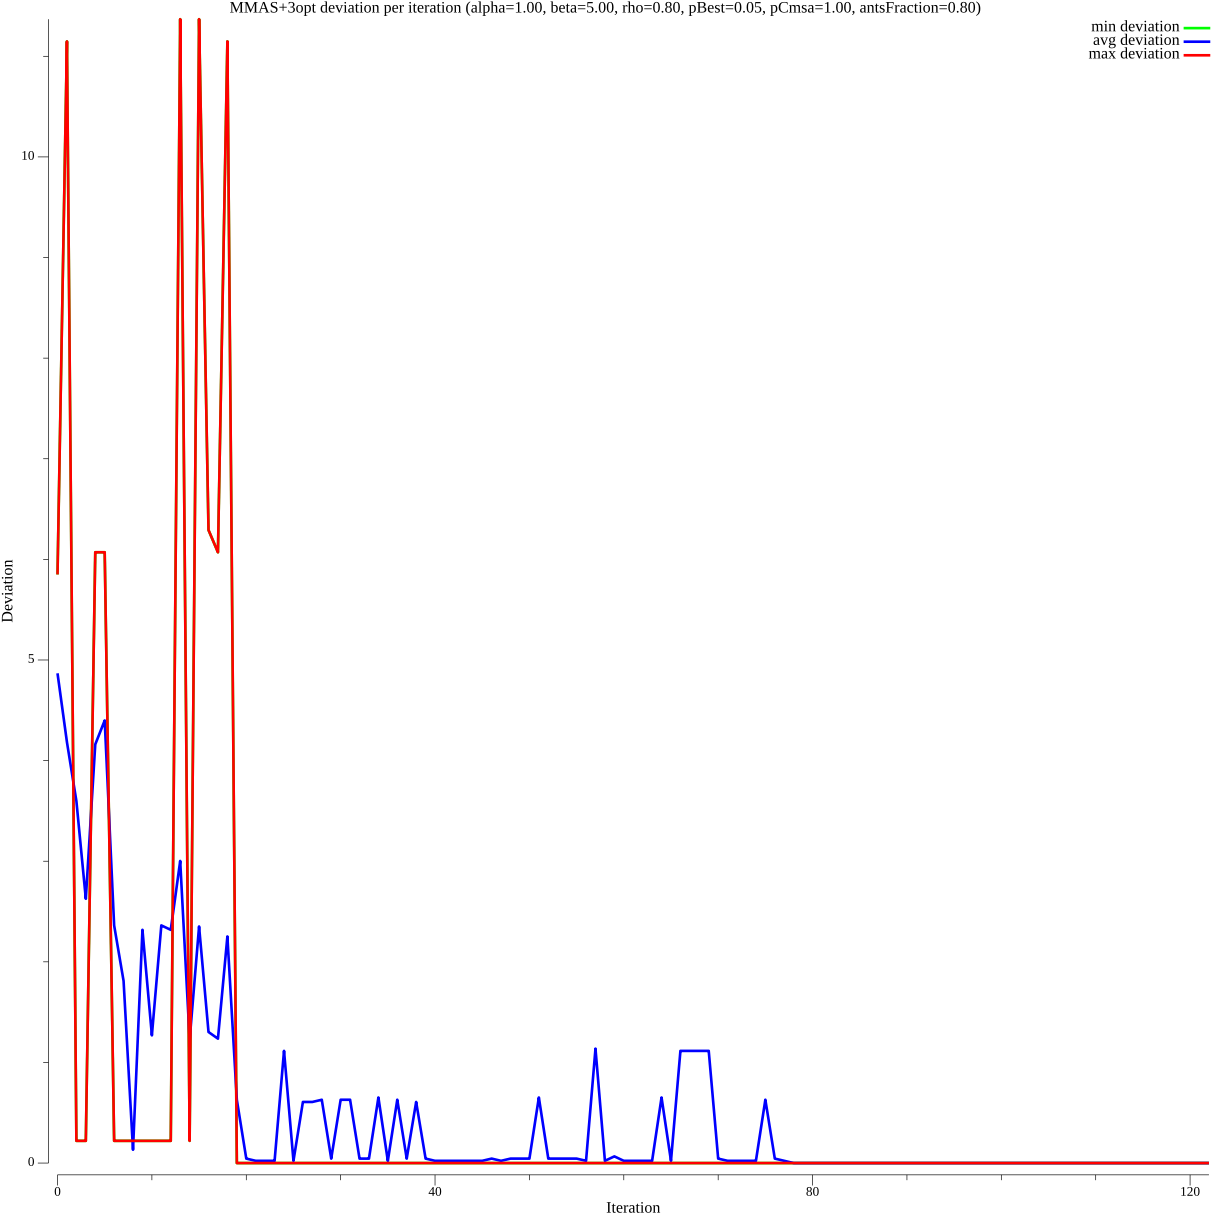 MMAS+3opt deviation per iteration (alpha=1.00, beta=5.00, rho=0.80, pBest=0.05, pCmsa=1.00, antsFraction=0.80)
min deviation
avg deviation
max deviation
10
5
0
Deviation
0
40
80
120
Iteration